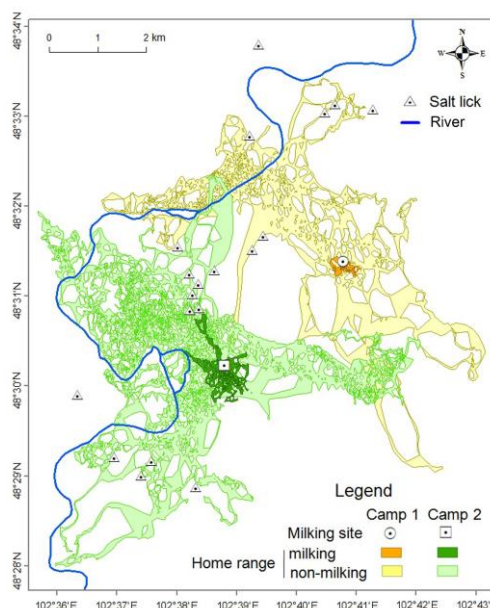 48°34'N
0 1 2 km
N
W E
S
Salt lick
River
48°33'N
48°32'N
48°31'N
48°30'N
48°29'N
48°28'N
Legend
Camp 1 Camp 2
Milking site
Home range milking
non-milking
102°36'E 102°37'E 102°38'E 102°39'E 102°40'E 102°41'E 102°42'E 102°43'E